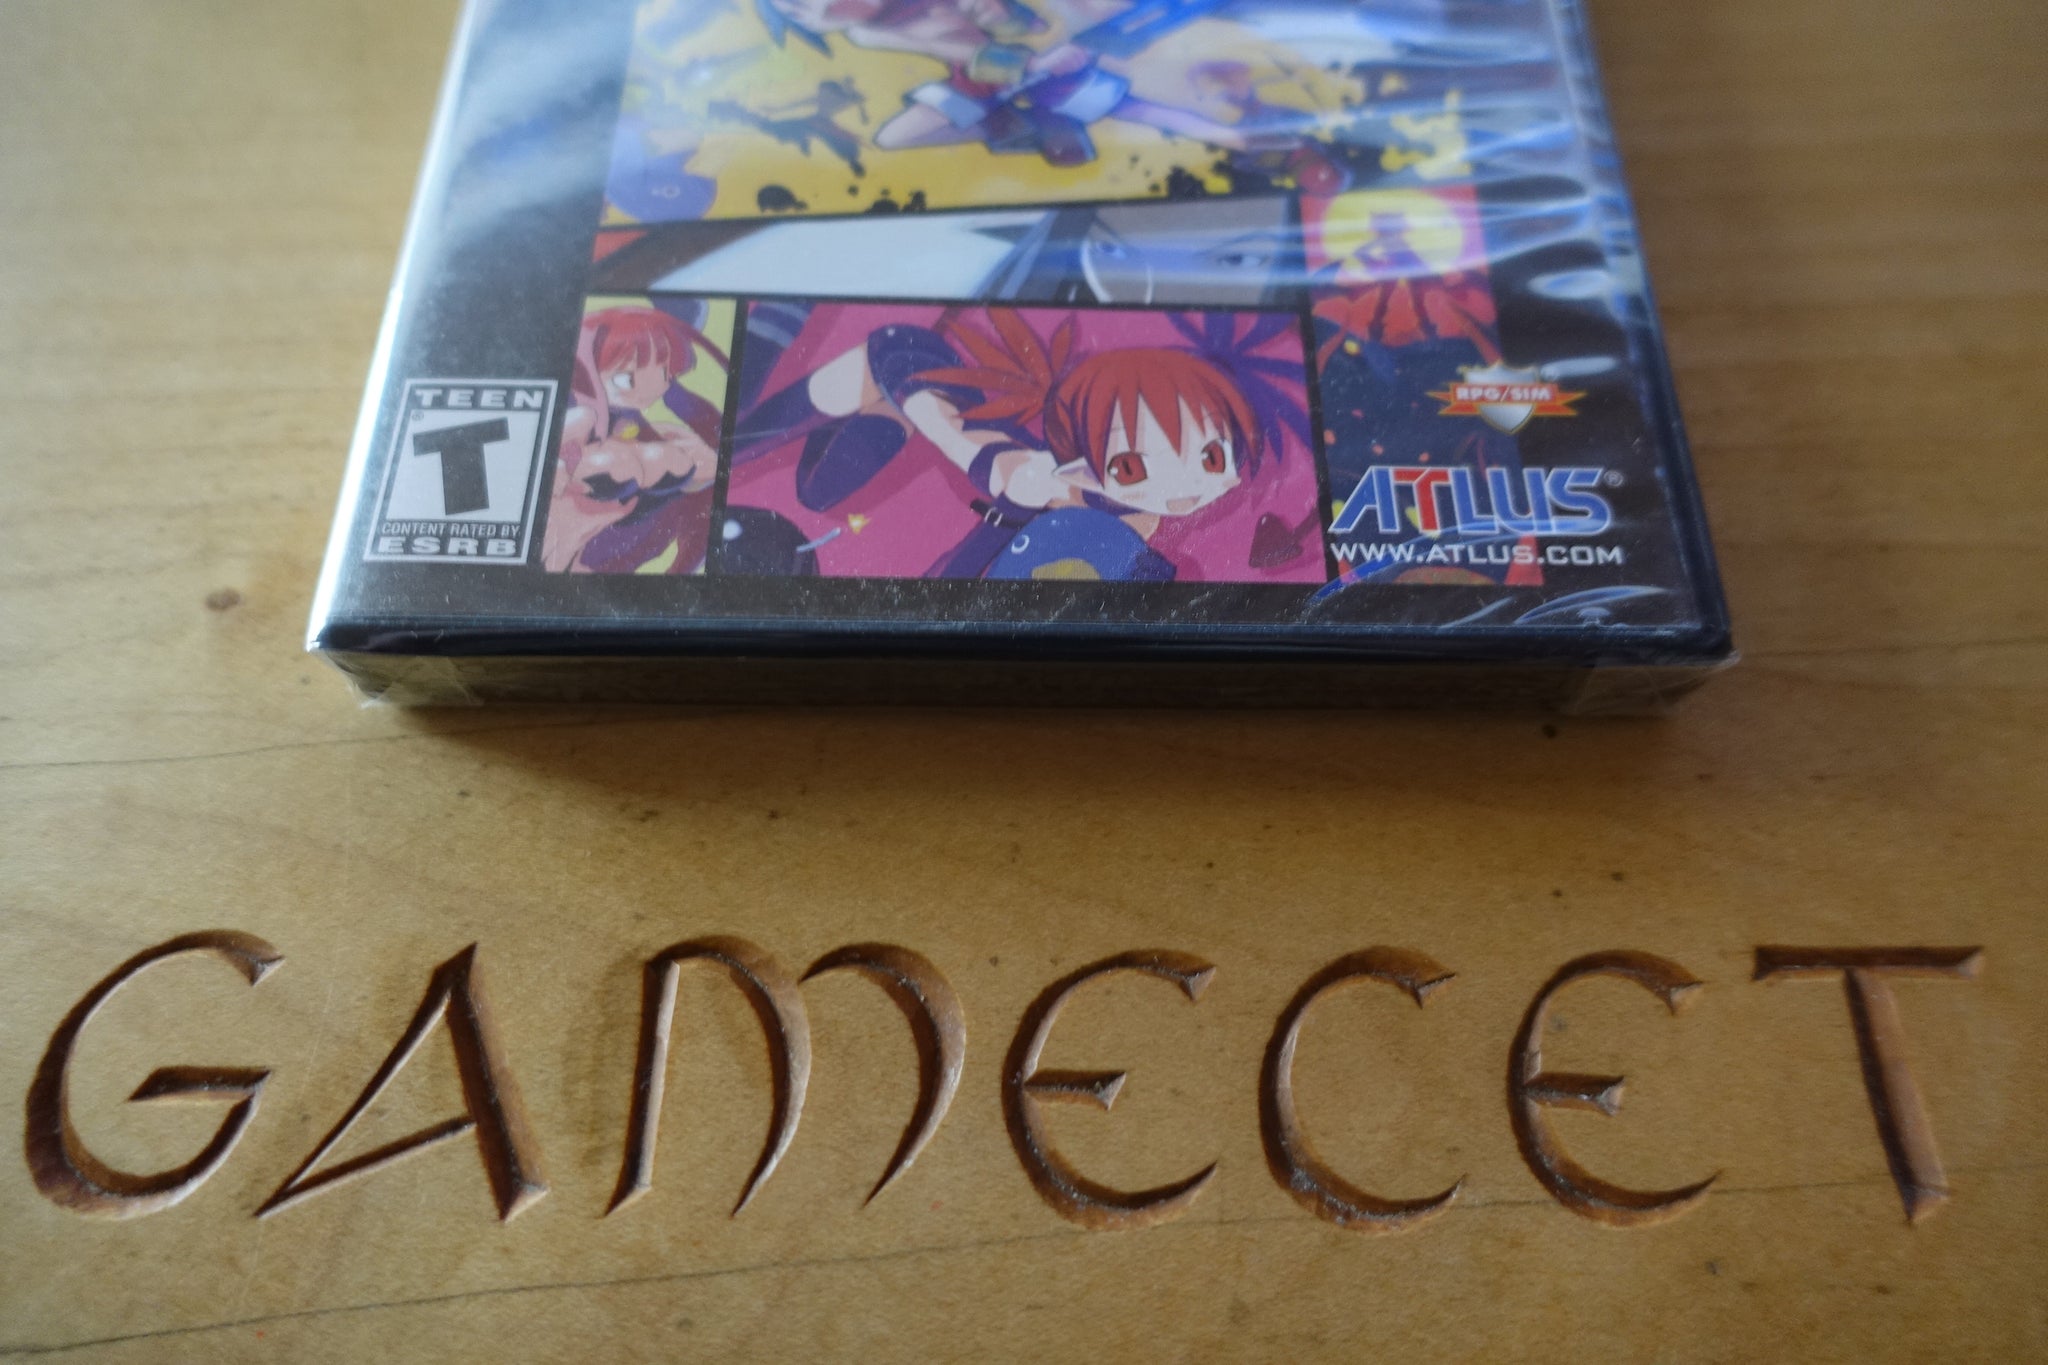 TEEN
T
CONTENT RATED BY
ESRB
RPG/SIM
ATLUS®
WWW.ATLUS.COM
GAMECET